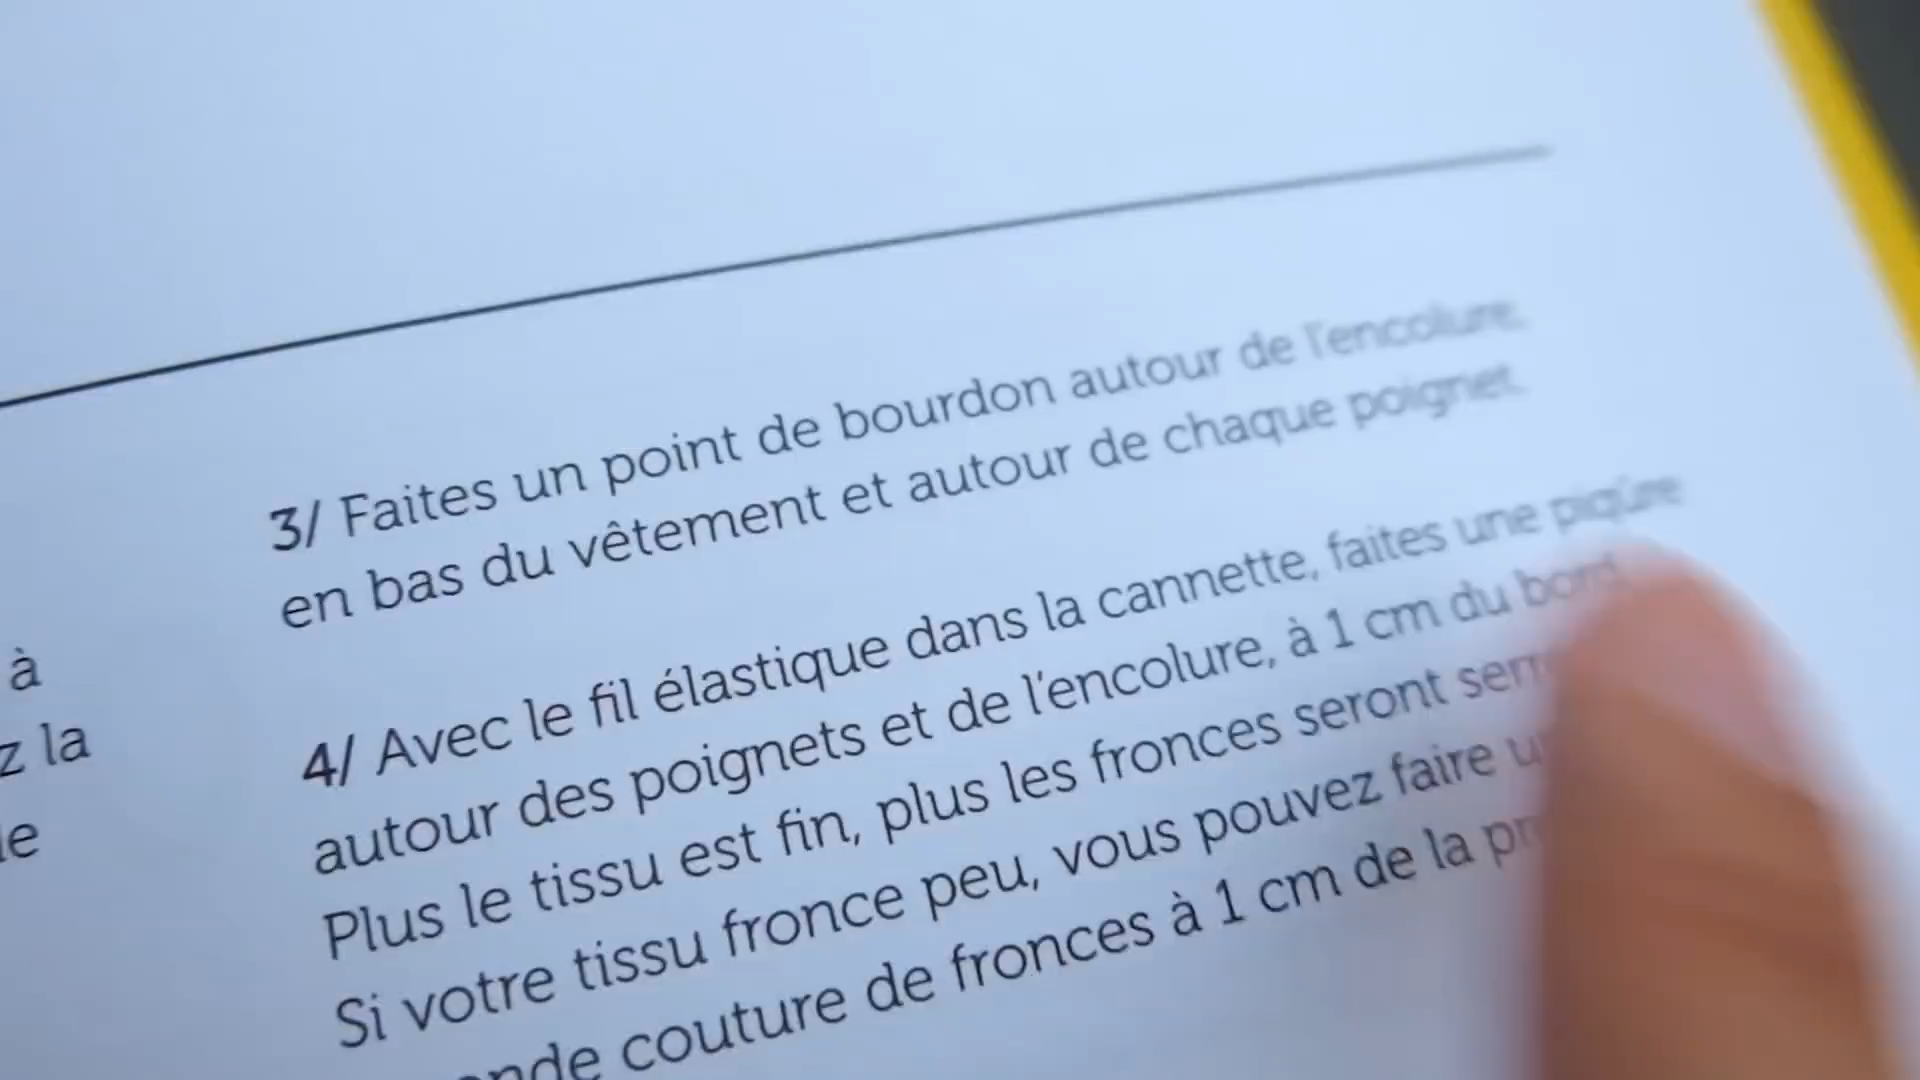 à
z la
le
3/ Faites un point de bourdon autour de l'encolure,
en bas du vêtement et autour de chaque poignet.
4/ Avec le fil élastique dans la cannette, faites une piqûre
autour des poignets et de l'encolure, à 1 cm du bord
Plus le tissu est fin, plus les fronces seront
Si votre tissu fronce peu, vous pouvez faire
couture de fronces à 1 cm de la